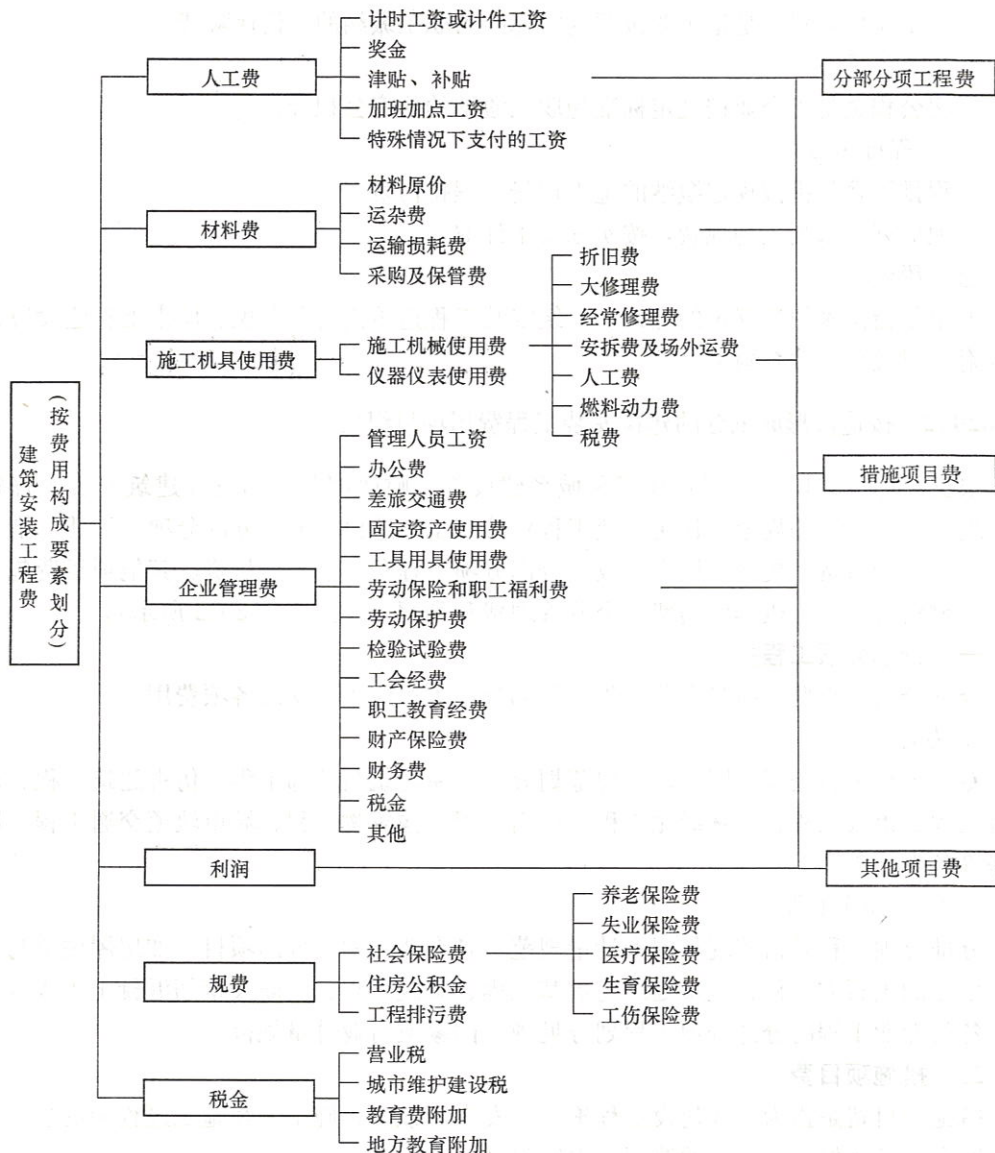 建筑安装工程费
(按费用构成要素划分)
人工费
计时工资或计件工资
奖金
津贴、补贴
加班加点工资
特殊情况下支付的工资
分部分项工程费
材料费
材料原价
运杂费
运输损耗费
采购及保管费
施工机具使用费
施工机械使用费
仪器仪表使用费
折旧费
大修理费
经常修理费
安拆费及场外运费
人工费
燃料动力费
税费
措施项目费
企业管理费
管理人员工资
办公费
差旅交通费
固定资产使用费
工具用具使用费
劳动保险和职工福利费
劳动保护费
检验试验费
工会经费
职工教育经费
财产保险费
财务费
税金
其他
利润
其他项目费
规费
社会保险费
住房公积金
工程排污费
养老保险费
失业保险费
医疗保险费
生育保险费
工伤保险费
税金
营业税
城市维护建设税
教育费附加
地方教育附加